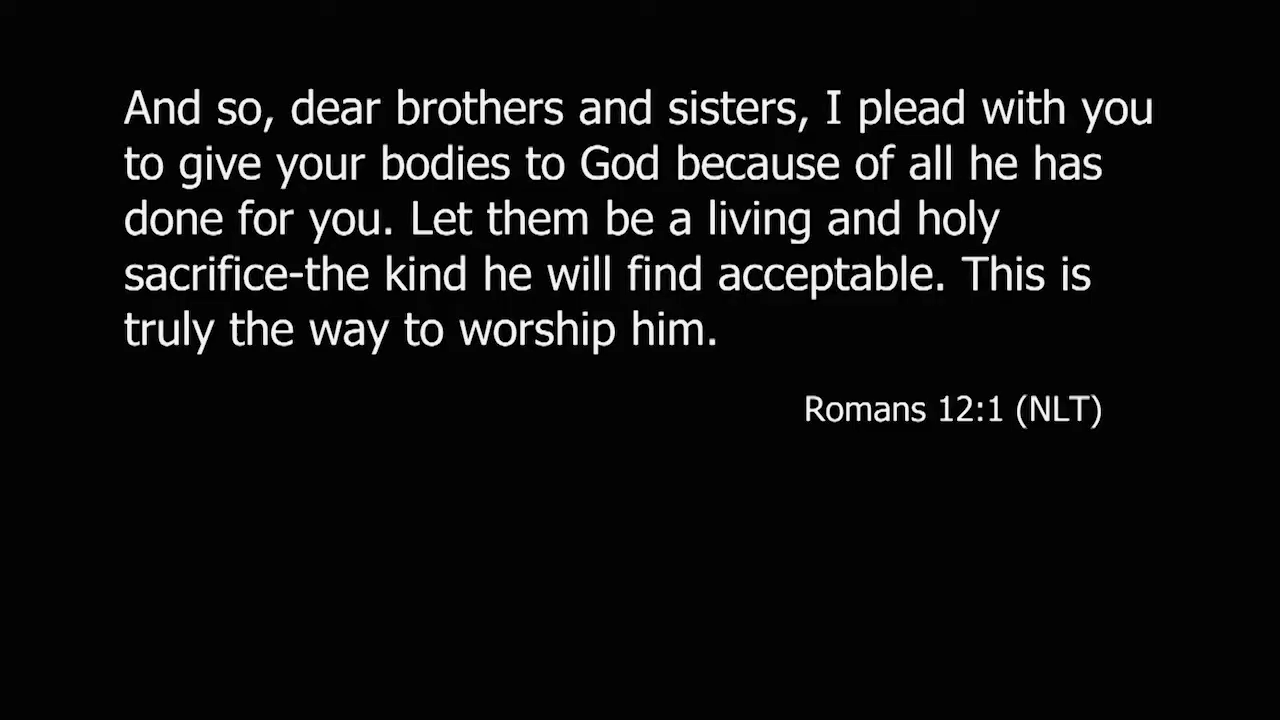 And so, dear brothers and sisters, I plead with you
to give your bodies to God because of all he has
done for you. Let them be a living and holy
sacrifice-the kind he will find acceptable. This is
truly the way to worship him.
Romans 12:1 (NLT)